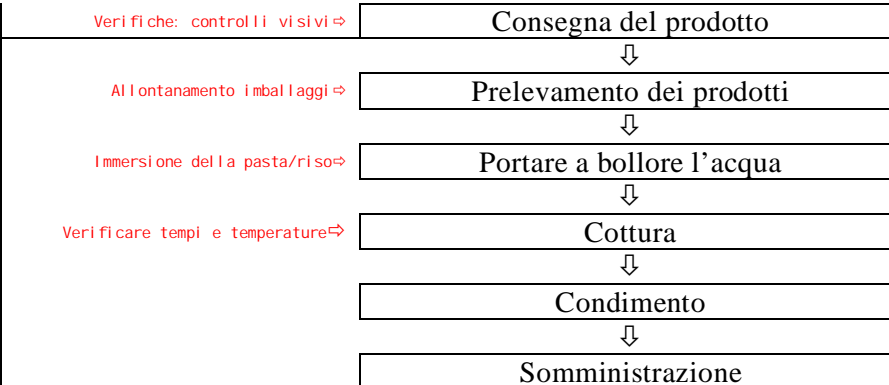 Verifiche: controlli visivi⇨ Consegna del prodotto
⇩
Allontanamento imballaggi⇨ Prelevamento dei prodotti
⇩
Immersione della pasta/riso⇨ Portare a bollore l’acqua
⇩
Verificare tempi e temperature⇨ Cottura
⇩
Condimento
⇩
Somministrazione